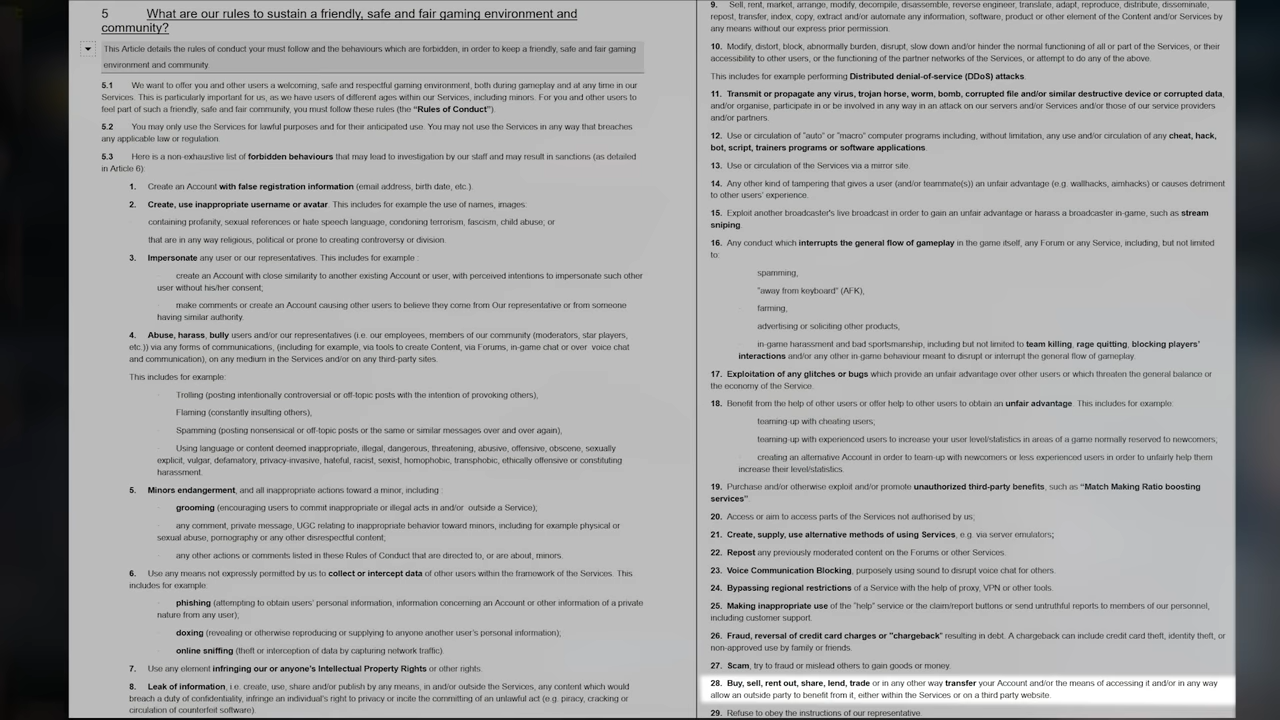 5 What are our rules to sustain a friendly, safe and fair gaming environment and
community?
This Article details the rules of conduct your must follow and the behaviours which are forbidden, in order to keep a friendly, safe and fair gaming
environment and community.
5.1 We want to offer you and other users a welcoming, safe and respectful gaming environment, both during gameplay and at any time in our
Services. This is particularly important for us, as we have users of different ages within our Services, including minors. For you and other users to
feel part of such a friendly, safe and fair community, you must follow these rules (the “Rules of Conduct”).
5.2 You may only use the Services for lawful purposes and for their anticipated use. You may not use the Services in any way that breaches
any applicable law or regulation.
5.3 Here is a non-exhaustive list of forbidden behaviours that may lead to investigation by our staff and may result in sanctions (as detailed
in Article 6):
1. Create an Account with false registration information (email address, birth date, etc.).
2. Create, use inappropriate username or avatar. This includes for example the use of names, images:
containing profanity, sexual references or hate speech language, condoning terrorism, fascism, child abuse; or
that are in any way religious, political or prone to creating controversy or division.
3. Impersonate any user or our representatives. This includes for example :
create an Account with close similarity to another existing Account or user, with perceived intentions to impersonate such other
user without his/her consent;
make comments or create an Account causing other users to believe they come from Our representative or from someone
having similar authority.
4. Abuse, harass, bully users and/or our representatives (i.e. our employees, members of our community (moderators, star players,
etc.)) via any forms of communications, (including for example, via tools to create Content, via Forums, in-game chat or over voice chat
and communication), on any medium in the Services and/or on any third-party sites.
This includes for example:
Trolling (posting intentionally controversial or off-topic posts with the intention of provoking others),
Flaming (constantly insulting others),
Spamming (posting nonsensical or off-topic posts or the same or similar messages over and over again),
Using language or content deemed inappropriate, illegal, dangerous, threatening, abusive, offensive, obscene, sexually
explicit, vulgar, defamatory, privacy-invasive, hateful, racist, sexist, homophobic, transphobic, ethically offensive or constituting
harassment.
5. Minors endangerment, and all inappropriate actions toward a minor, including :
grooming (encouraging users to commit inappropriate or illegal acts in and/or outside a Service);
any comment, private message, UGC relating to inappropriate behavior toward minors, including for example physical or
sexual abuse, pornography or any other disrespectful content;
any other actions or comments listed in these Rules of Conduct that are directed to, or are about, minors.
6. Use any means not expressly permitted by us to collect or intercept data of other users within the framework of the Services. This
includes for example :
phishing (attempting to obtain users’ personal information, information concerning an Account or other information of a private
nature from any user);
doxing (revealing or otherwise reproducing or supplying to anyone another user’s personal information);
online sniffing (theft or interception of data by capturing network traffic).
7. Use any element infringing our or anyone’s Intellectual Property Rights or other rights.
8. Leak of information, i.e. create, use, share and/or publish by any means, in and/or outside the Services, any content which would
breach a duty of confidentiality, infringe an individual’s right to privacy or incite the committing of an unlawful act (e.g. piracy, cracking or
circulation of counterfeit software).
9. Sell, rent, market, arrange, modify, decompile, disassemble, reverse engineer, translate, adapt, reproduce, distribute, disseminate,
repost, transfer, index, copy, extract and/or automate any information, software, product or other element of the Content and/or Services by
any means without our express prior permission.
10. Modify, distort, block, abnormally burden, disrupt, slow down and/or hinder the normal functioning of all or part of the Services, or their
accessibility to other users, or the functioning of the partner networks of the Services, or attempt to do any of the above.
This includes for example performing Distributed denial-of-service (DDoS) attacks.
11. Transmit or propagate any virus, trojan horse, worm, bomb, corrupted file and/or similar destructive device or corrupted data,
and/or organise, participate in or be involved in any way in an attack on our servers and/or Services and/or those of our service providers
and/or partners.
12. Use or circulation of “auto” or “macro” computer programs including, without limitation, any use and/or circulation of any cheat, hack,
bot, script, trainers programs or software applications.
13. Use or circulation of the Services via a mirror site.
14. Any other kind of tampering that gives a user (and/or teammate(s)) an unfair advantage (e.g. wallhacks, aimhacks) or causes detriment
to other users’ experience.
15. Exploit another broadcaster's live broadcast in order to gain an unfair advantage or harass a broadcaster in-game, such as stream
sniping.
16. Any conduct which interrupts the general flow of gameplay in the game itself, any Forum or any Service, including, but not limited
to:
spamming,
“away from keyboard” (AFK),
farming,
advertising or soliciting other products,
in-game harassment and bad sportsmanship, including but not limited to team killing, rage quitting, blocking players’
interactions and/or any other in-game behaviour meant to disrupt or interrupt the general flow of gameplay.
17. Exploitation of any glitches or bugs which provide an unfair advantage over other users or which threaten the general balance or
the economy of the Service.
18. Benefit from the help of other users or offer help to other users to obtain an unfair advantage. This includes for example:
teaming-up with cheating users;
teaming-up with experienced users to increase your user level/statistics in areas of a game normally reserved to newcomers;
creating an alternative Account in order to team-up with newcomers or less experienced users in order to unfairly help them
increase their level/statistics.
19. Purchase and/or otherwise exploit and/or promote unauthorized third-party benefits, such as “Match Making Ratio boosting
services”.
20. Access or aim to access parts of the Services not authorised by us;
21. Create, supply, use alternative methods of using Services, e.g. via server emulators;
22. Repost any previously moderated content on the Forums or other Services.
23. Voice Communication Blocking, purposely using sound to disrupt voice chat for others.
24. Bypassing regional restrictions of a Service with the help of proxy, VPN or other tools.
25. Making inappropriate use of the “help” service or the claim/report buttons or send untruthful reports to members of our personnel,
including customer support.
26. Fraud, reversal of credit card charges or "chargeback" resulting in debt. A chargeback can include credit card theft, identity theft, or
non-approved use by family or friends.
27. Scam, try to fraud or mislead others to gain goods or money.
28. Buy, sell, rent out, share, lend, trade or in any other way transfer your Account and/or the means of accessing it and/or in any way
allow an outside party to benefit from it, either within the Services or on a third party website.
29. Refuse to obey the instructions of our representative